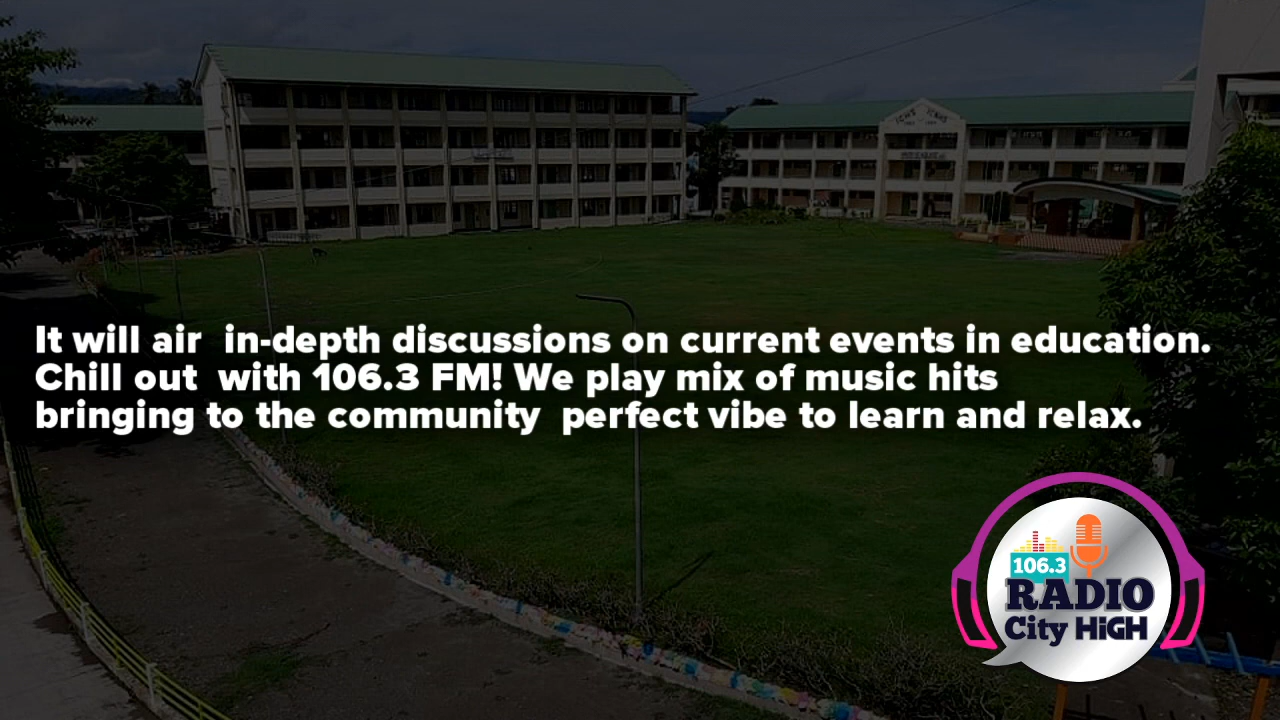 It will air  in-depth discussions on current events in education.
Chill out  with 106.3 FM! We play mix of music hits
bringing to the community  perfect vibe to learn and relax.
106.3
RADIO
City HiGH